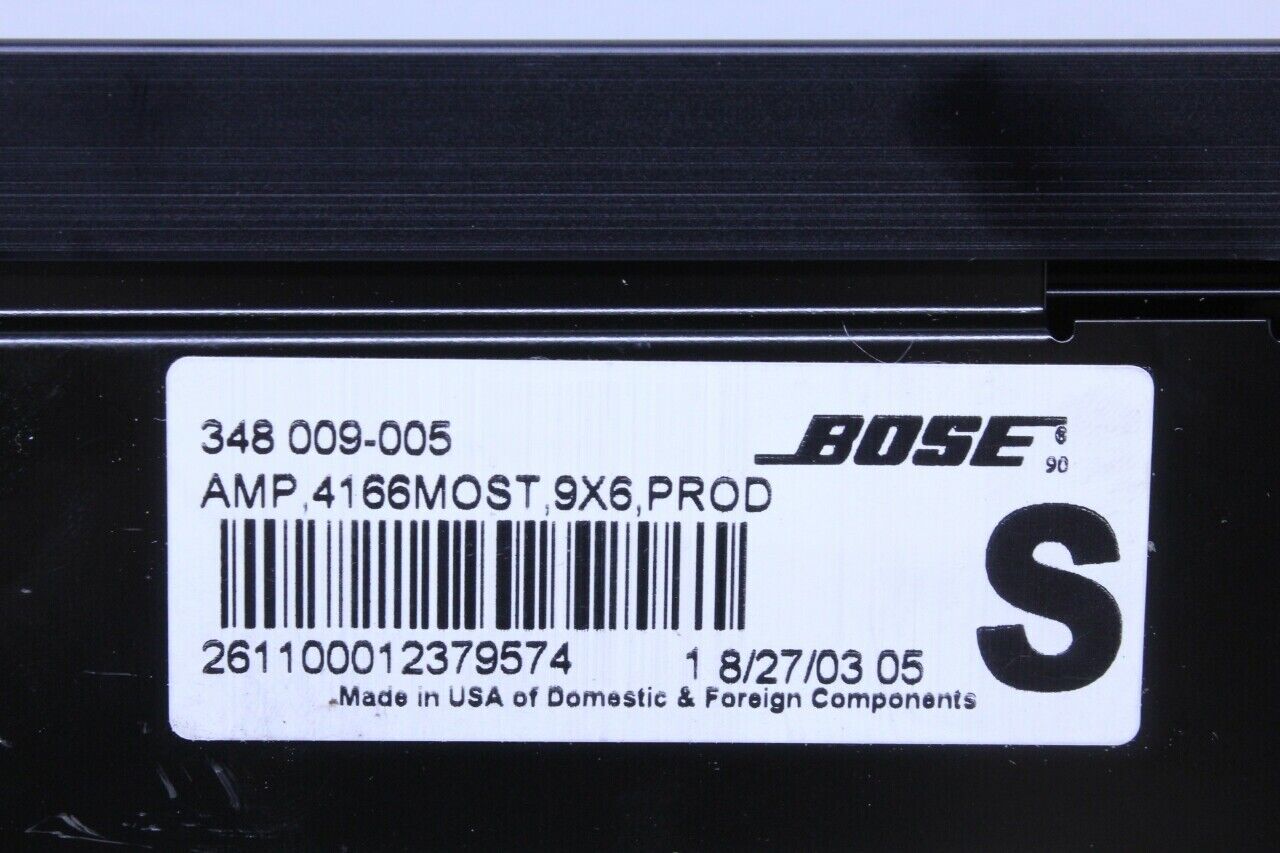 348 009-005
BOSE®
90
AMP,4166MOST,9X6,PROD
S
261100012379574 1 8/27/03 05
Made in USA of Domestic & Foreign Components